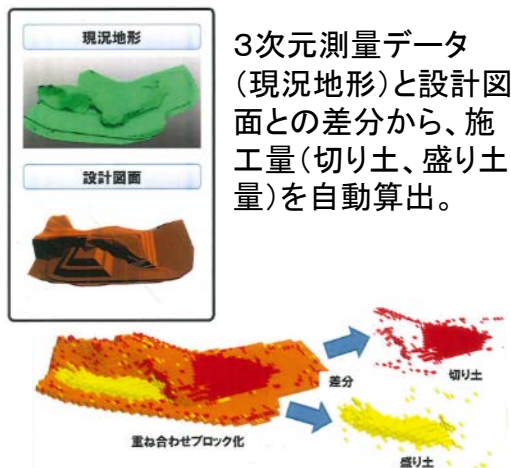 現況地形
設計図面
3次元測量データ
(現況地形)と設計図
面との差分から、施
工量(切り土、盛り土
量)を自動算出。
重ね合わせブロック化
差分
切り土
盛り土